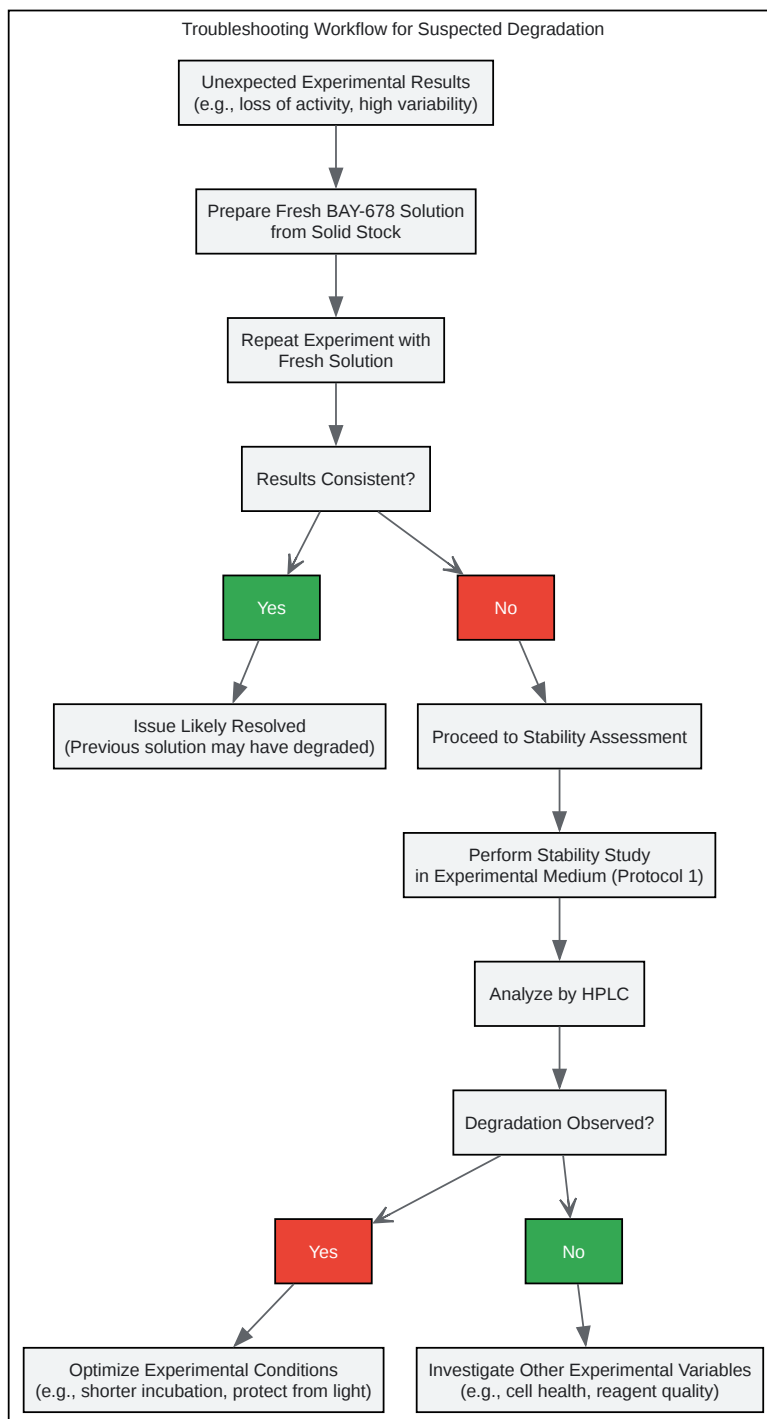 Troubleshooting Workflow for Suspected Degradation
Unexpected Experimental Results
(e.g., loss of activity, high variability)
Prepare Fresh BAY-678 Solution
from Solid Stock
Repeat Experiment with
Fresh Solution
Results Consistent?
Yes
No
Issue Likely Resolved
(Previous solution may have degraded)
Proceed to Stability Assessment
Perform Stability Study
in Experimental Medium (Protocol 1)
Analyze by HPLC
Degradation Observed?
Yes
No
Optimize Experimental Conditions
(e.g., shorter incubation, protect from light)
Investigate Other Experimental Variables
(e.g., cell health, reagent quality)